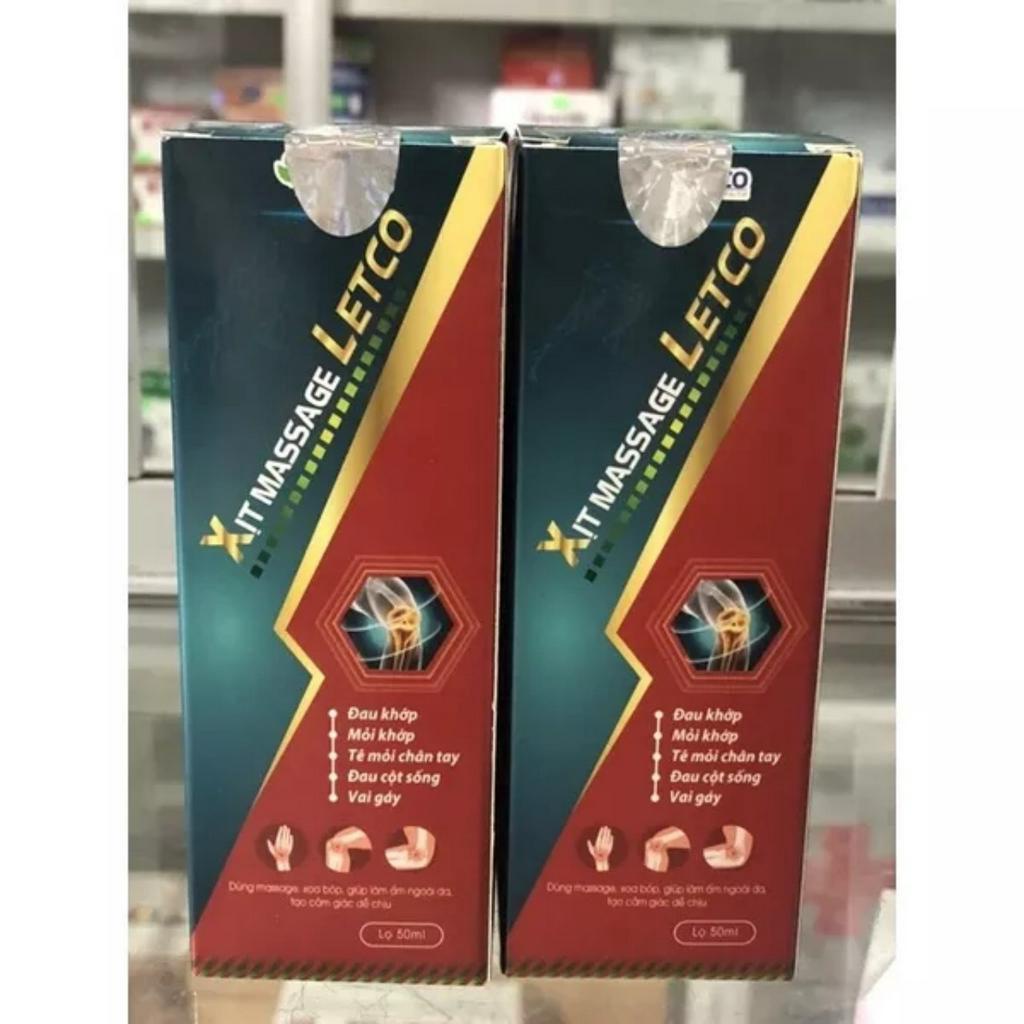 XỊT MASSAGE LETCO
Đau khớp
Mỏi khớp
Tê mỏi chân tay
Đau cột sống
Vai gáy
Dùng massage, xoa bóp, giúp làm ấm ngoài da,
tạo cảm giác dễ chịu
Lọ 50ml
XỊT MASSAGE LETCO
Đau khớp
Mỏi khớp
Tê mỏi chân tay
Đau cột sống
Vai gáy
Dùng massage, xoa bóp, giúp làm ấm ngoài da,
tạo cảm giác dễ chịu
Lọ 50ml